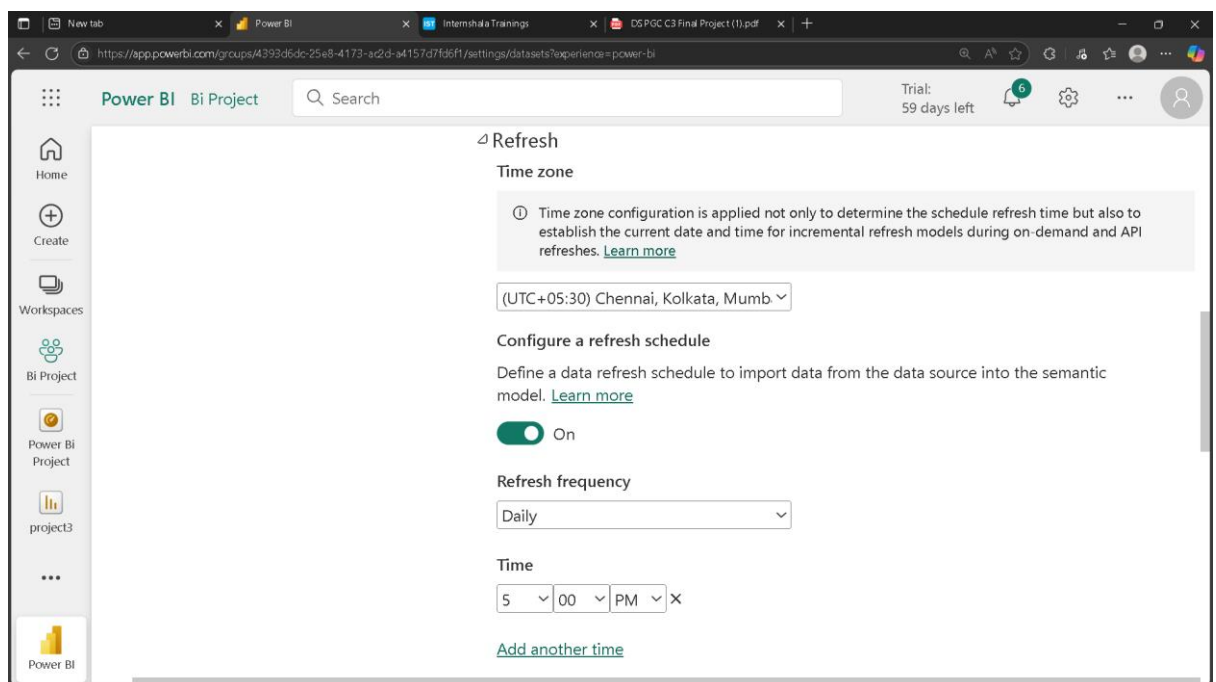 New tab
Power BI
IST
Internshala Trainings
DS PGC C3 Final Project (1).pdf
https://app.powerbi.com/groups/4393d6dc-25e8-4173-ac2d-a4157d7fd6f1/settings/datasets?experience=power-bi
Power BI Bi Project
Search
Trial:
59 days left
6
Home
Create
Workspaces
Bi Project
Power Bi
Project
project3
Power BI
Refresh
Time zone
Time zone configuration is applied not only to determine the schedule refresh time but also to
establish the current date and time for incremental refresh models during on-demand and API
refreshes. Learn more
(UTC+05:30) Chennai, Kolkata, Mumb
Configure a refresh schedule
Define a data refresh schedule to import data from the data source into the semantic
model. Learn more
On
Refresh frequency
Daily
Time
5 00 PM
Add another time